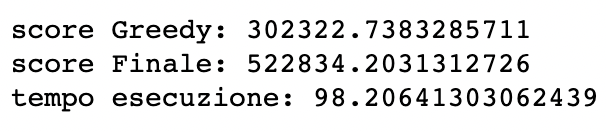 score Greedy: 302322.7383285711
score Finale: 522834.2031312726
tempo esecuzione: 98.20641303062439